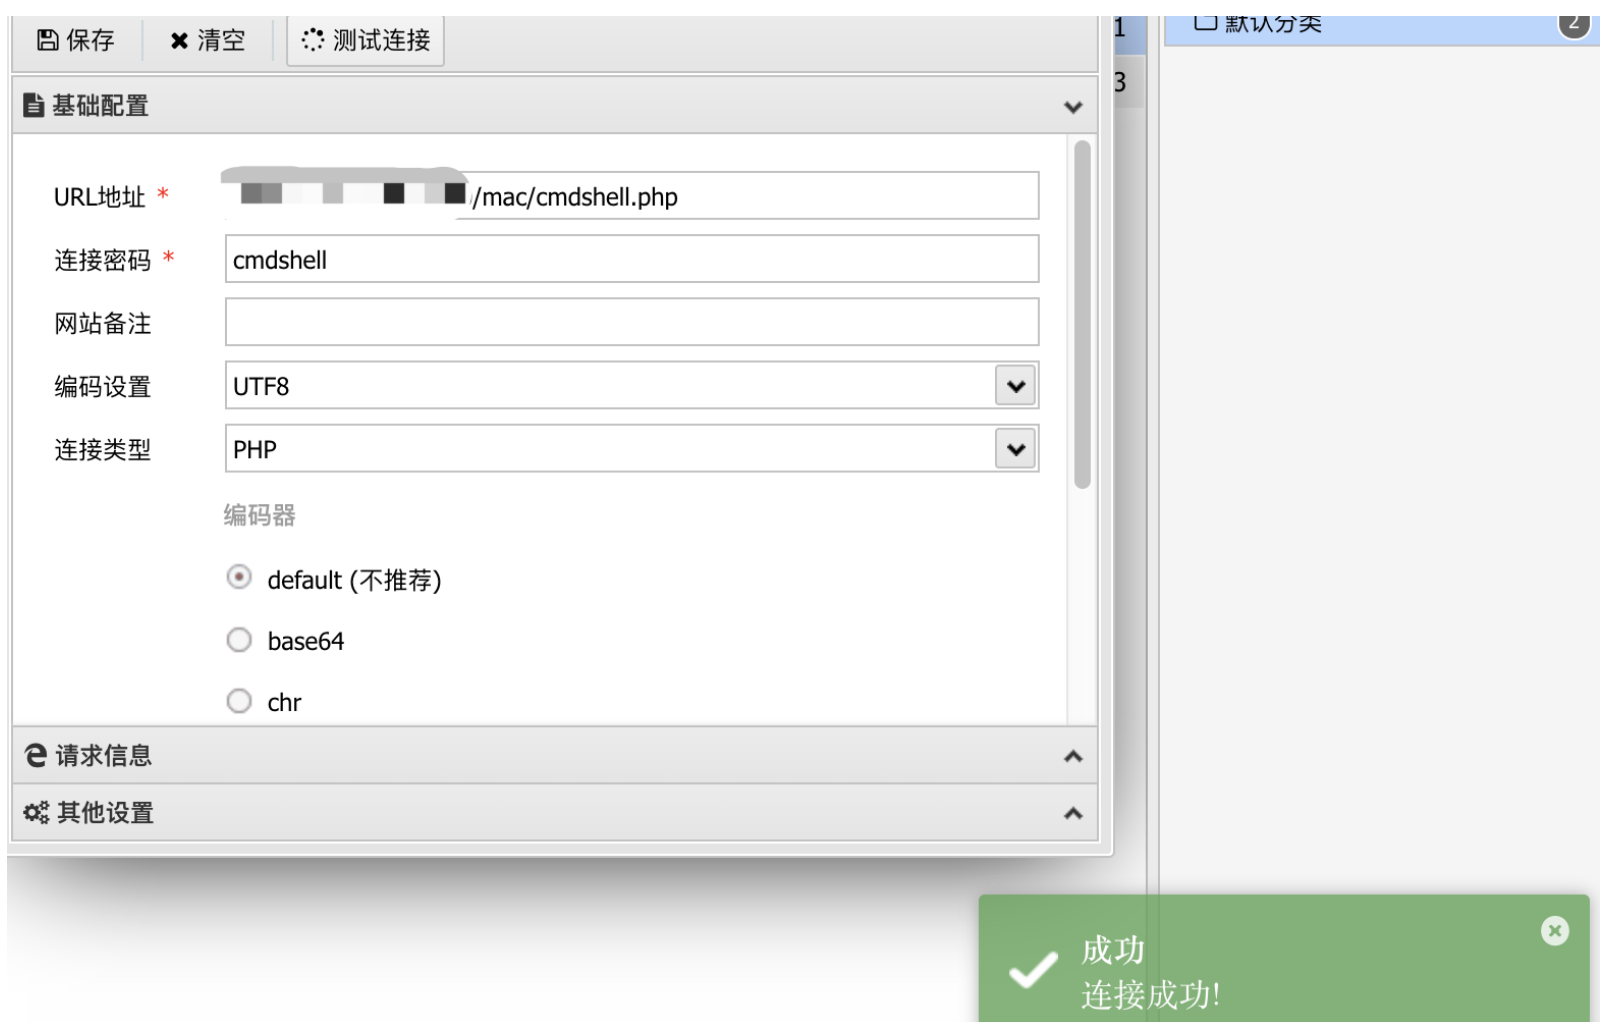 保存 清空 测试连接
基础配置
URL地址 * /mac/cmdshell.php
连接密码 * cmdshell
网站备注
编码设置 UTF8
连接类型 PHP
编码器
default (不推荐)
base64
chr
请求信息
其他设置
1
3
默认分类 2
成功
连接成功!